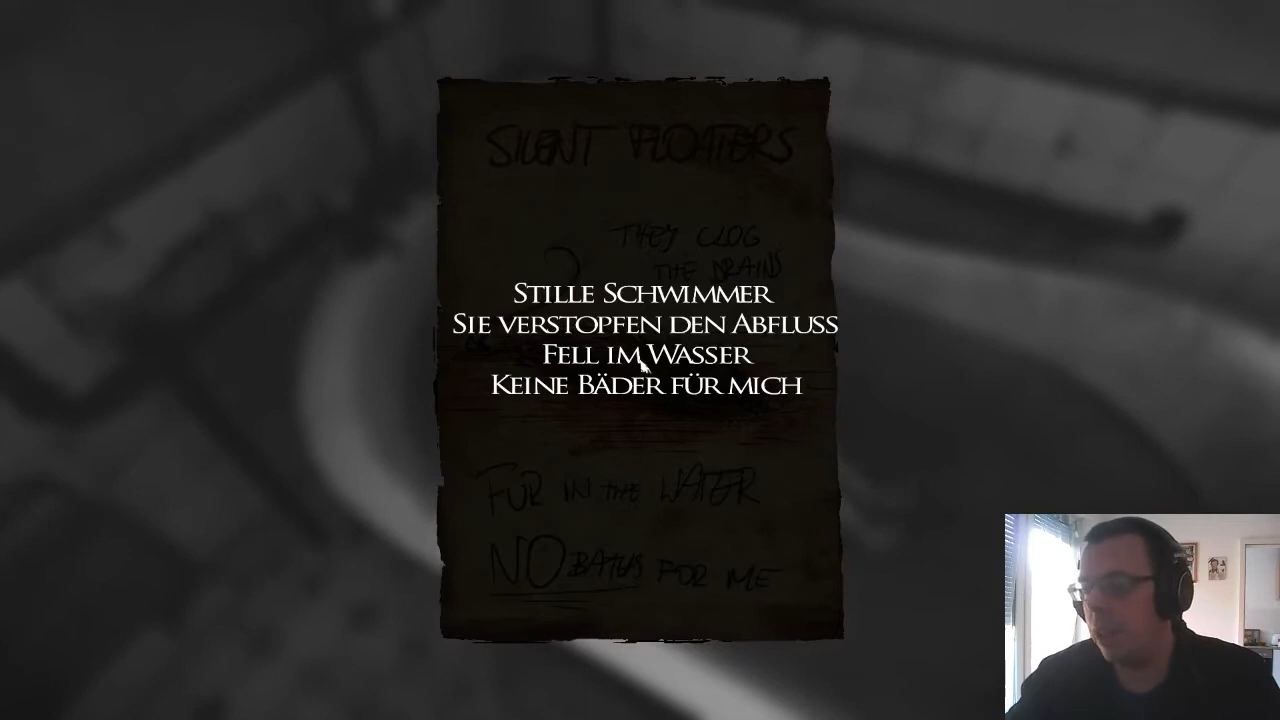 SILENT FLOATERS
THEY CLOG
THE DRAINS
STILLE SCHWIMMER
SIE VERSTOPFEN DEN ABFLUSS
FELL IM WASSER
KEINE BÄDER FÜR MICH
FUR IN THE WATER
NO BATHS FOR ME